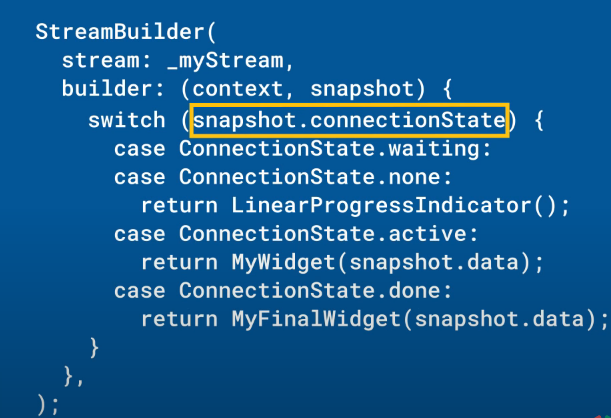 StreamBuilder(
  stream: _myStream,
  builder: (context, snapshot) {
    switch (snapshot.connectionState) {
      case ConnectionState.waiting:
      case ConnectionState.none:
        return LinearProgressIndicator();
      case ConnectionState.active:
        return MyWidget(snapshot.data);
      case ConnectionState.done:
        return MyFinalWidget(snapshot.data);
    }
  },
);